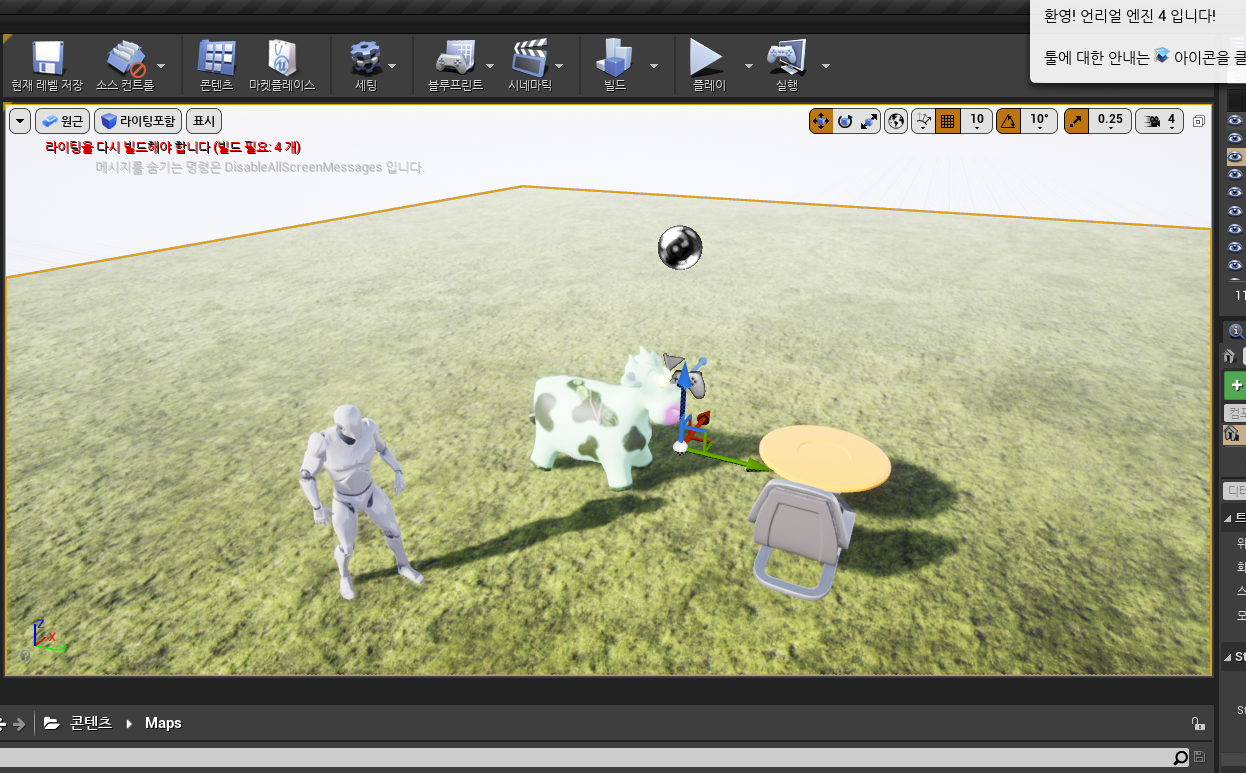 환영! 언리얼 엔진 4 입니다!
툴에 대한 안내는 아이콘을 클
현재 레벨 저장
소스 컨트롤
콘텐츠
마켓플레이스
세팅
블루프린트
시네마틱
빌드
플레이
실행
원근
라이팅포함
표시
10
10°
0.25
4
라이팅을 다시 빌드해야 합니다 (빌드 필요: 4 개)
메시지를 숨기는 명령은 DisableAllScreenMessages 입니다.
Z
X
Y
콘텐츠
Maps